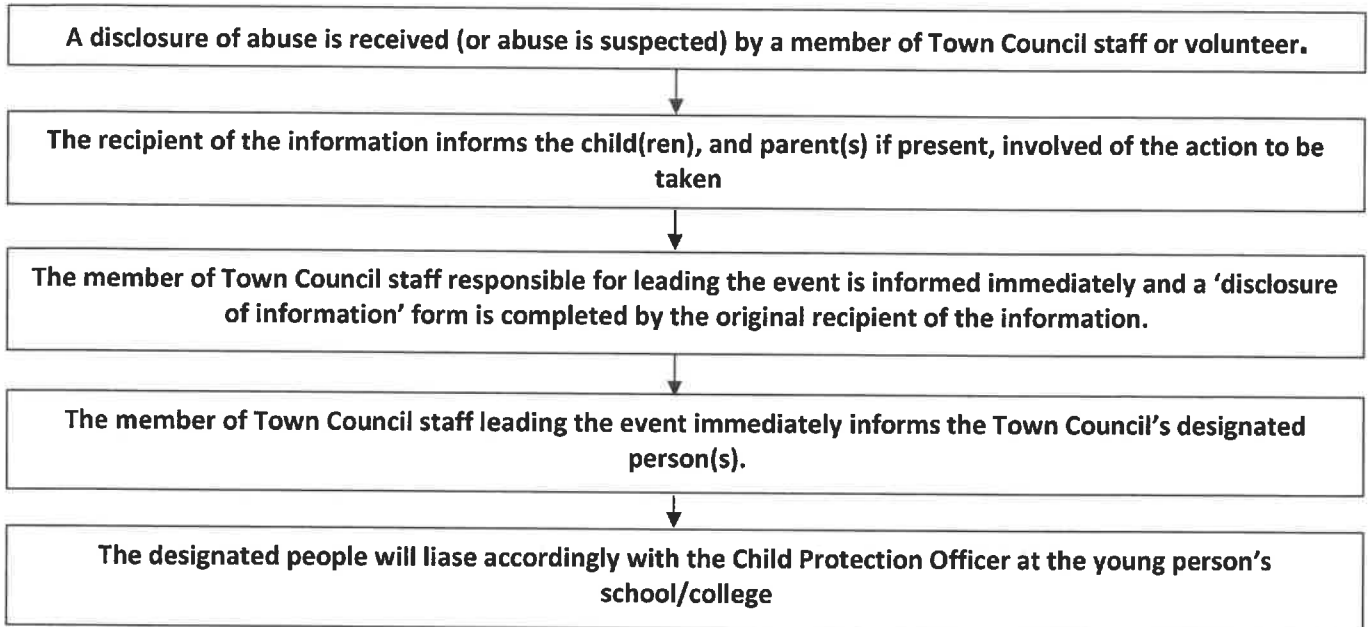 A disclosure of abuse is received (or abuse is suspected) by a member of Town Council staff or volunteer.
The recipient of the information informs the child(ren), and parent(s) if present, involved of the action to be
taken
The member of Town Council staff responsible for leading the event is informed immediately and a ‘disclosure
of information’ form is completed by the original recipient of the information.
The member of Town Council staff leading the event immediately informs the Town Council’s designated
person(s).
The designated people will liase accordingly with the Child Protection Officer at the young person’s
school/college